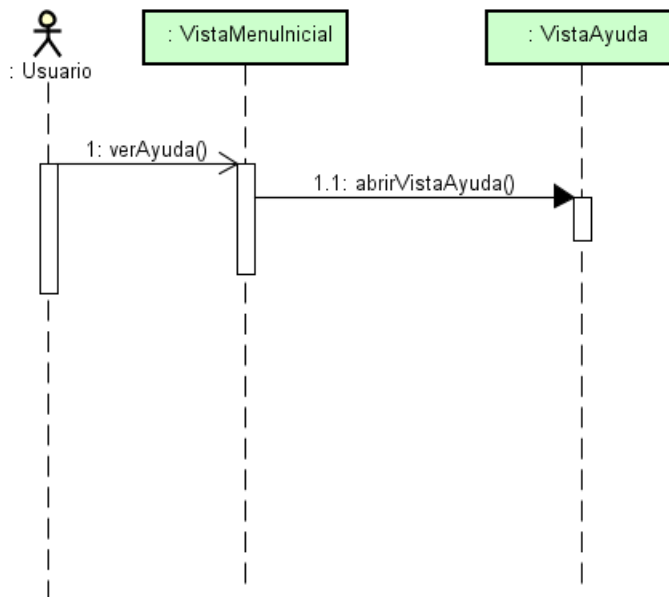 : VistaMenuInicial
: VistaAyuda
: Usuario
1: verAyuda()
1.1: abrirVistaAyuda()